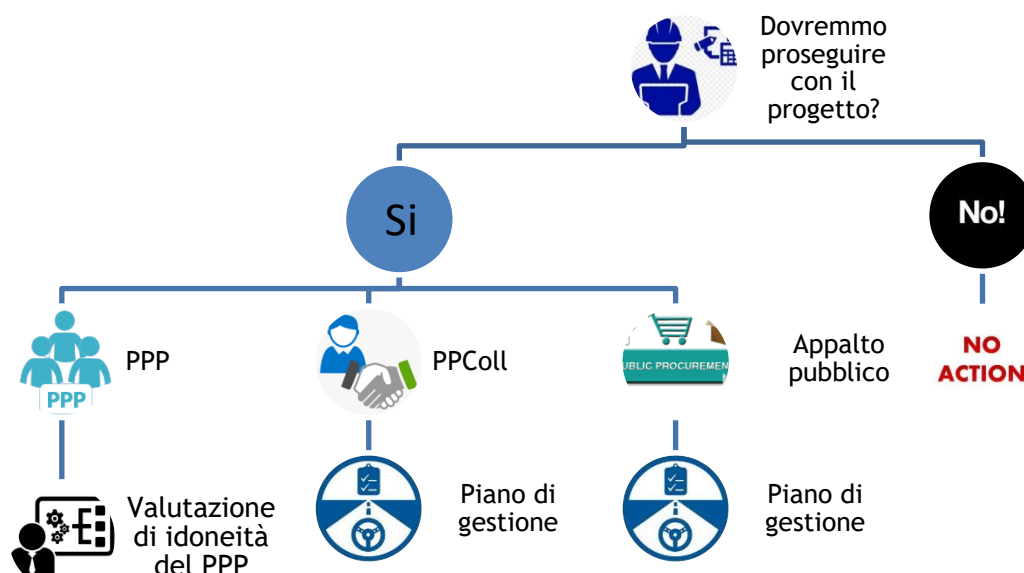 Dovremmo
proseguire
con il
progetto?
Si
No!
PPP
PPP
PPColl
UBLIC PROCUREMEN
Appalto
pubblico
NO
ACTION
Valutazione
di idoneità
del PPP
Piano di
gestione
Piano di
gestione